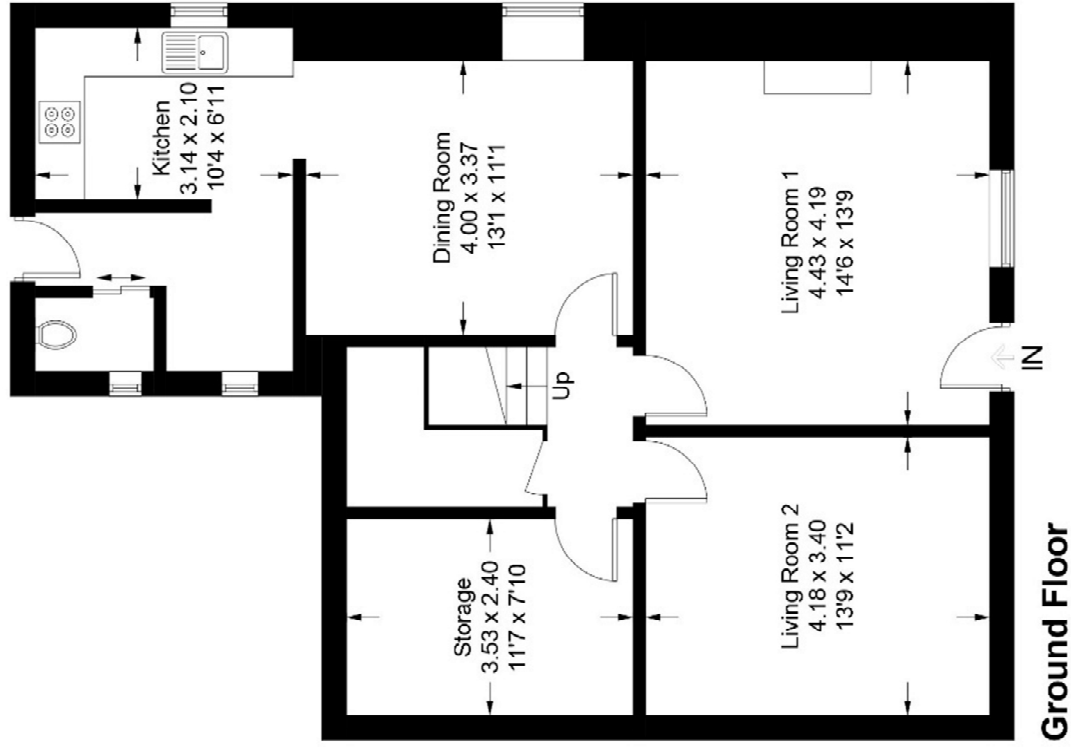 Kitchen
3.14 x 2.10
10'4 x 6'11
Dining Room
4.00 x 3.37
13'1 x 11'1
Living Room 1
4.43 x 4.19
14'6 x 13'9
Up
IN
Storage
3.53 x 2.40
11'7 x 7'10
Living Room 2
4.18 x 3.40
13'9 x 11'2
Ground Floor